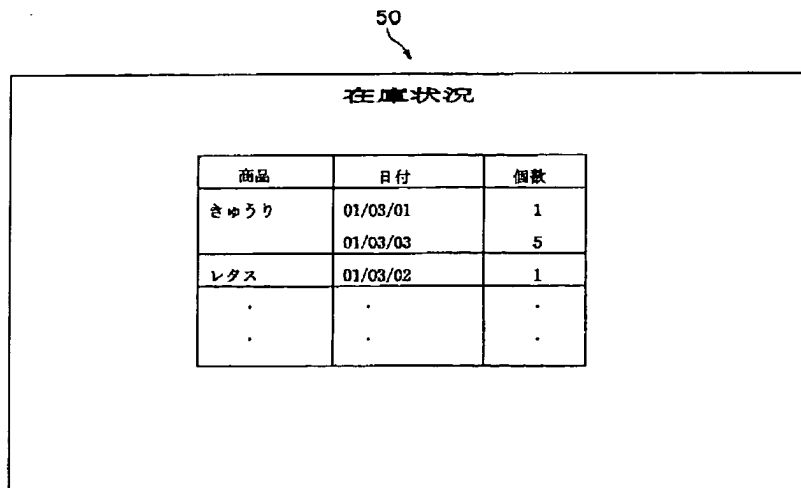 50
在庫状況
商品 日付 個数
きゅうり 01/03/01 1
01/03/03 5
レタス 01/03/02 1
・ ・ ・
・ ・ ・